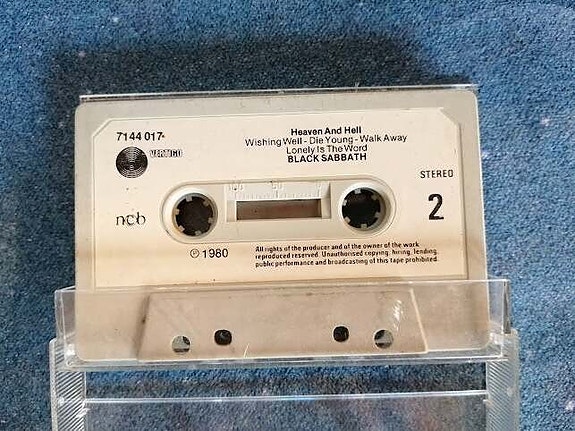 7144 017•
VERTIGO
Heaven And Hell
Wishing Well - Die Young - Walk Away
Lonely Is The Word
BLACK SABBATH
STEREO
2
100 50
ncb
℗ 1980
All rights of the producer and of the owner of the work
reproduced reserved. Unauthorised copying, hiring, lending,
public performance and broadcasting of this tape prohibited.